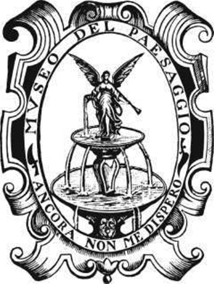 MVSEO DEL PAESAGGIO
ANCORA NON ME DISPERO